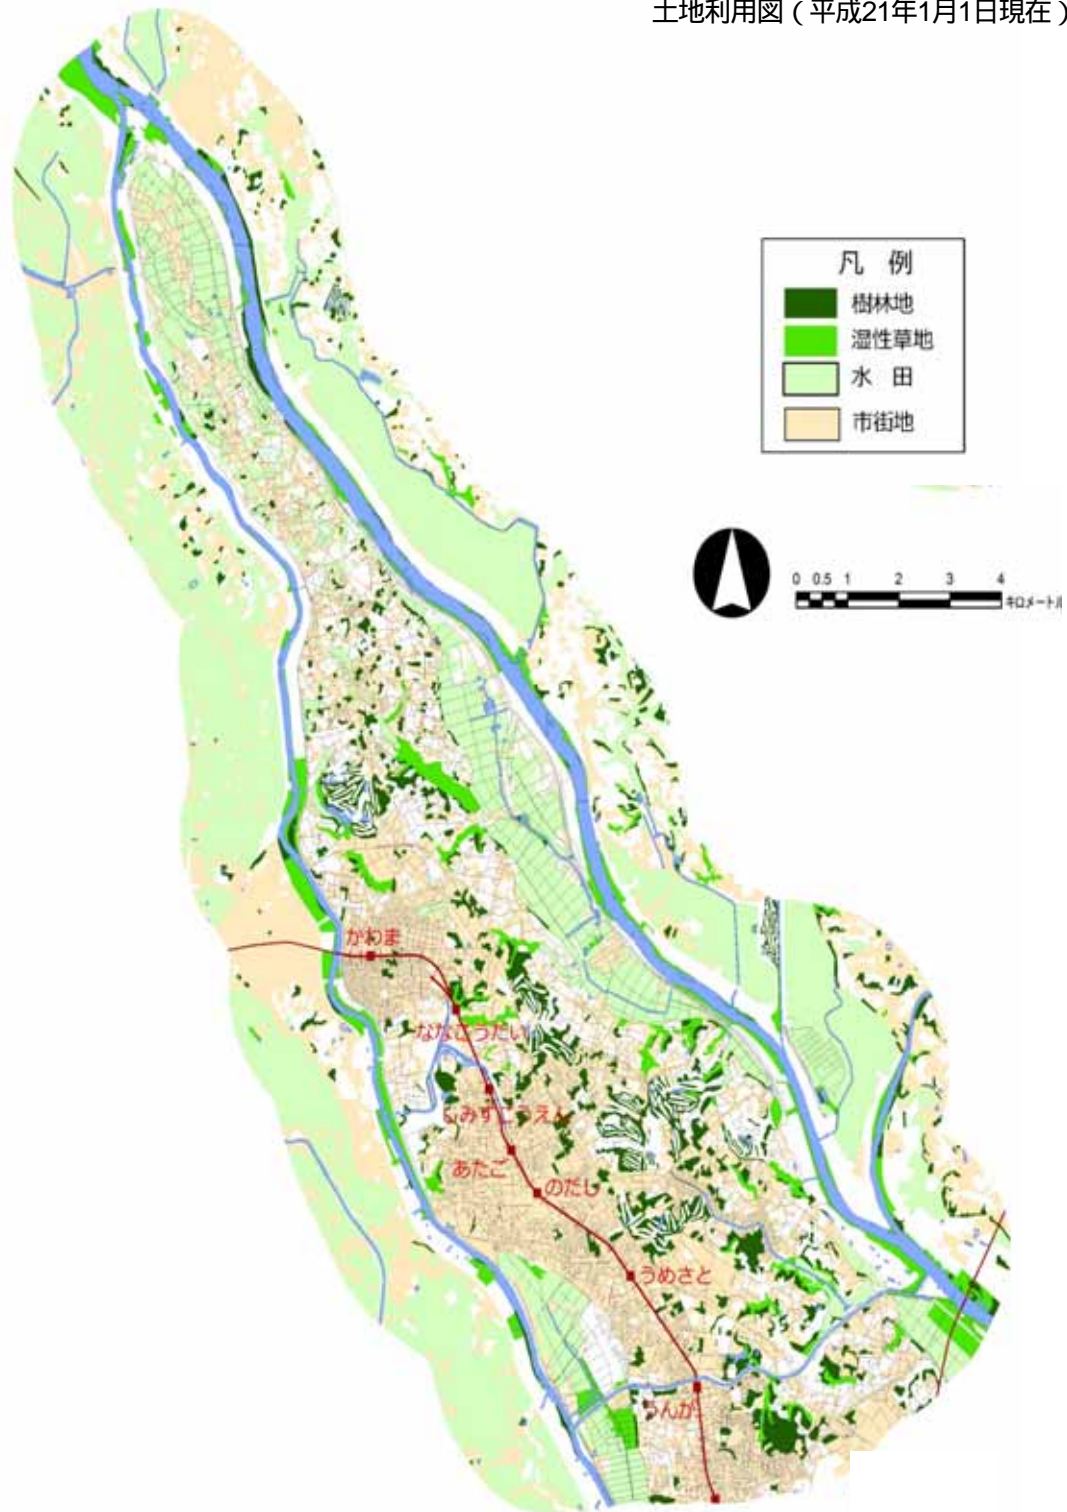 土地利用図（平成21年1月1日現在）
凡 例
樹林地
湿性草地
水 田
市街地
0 0.5 1 2 3 4
キロメートル
かわま
ななこうだい
しみずこうえん
あたご
のだし
うめさと
うんが